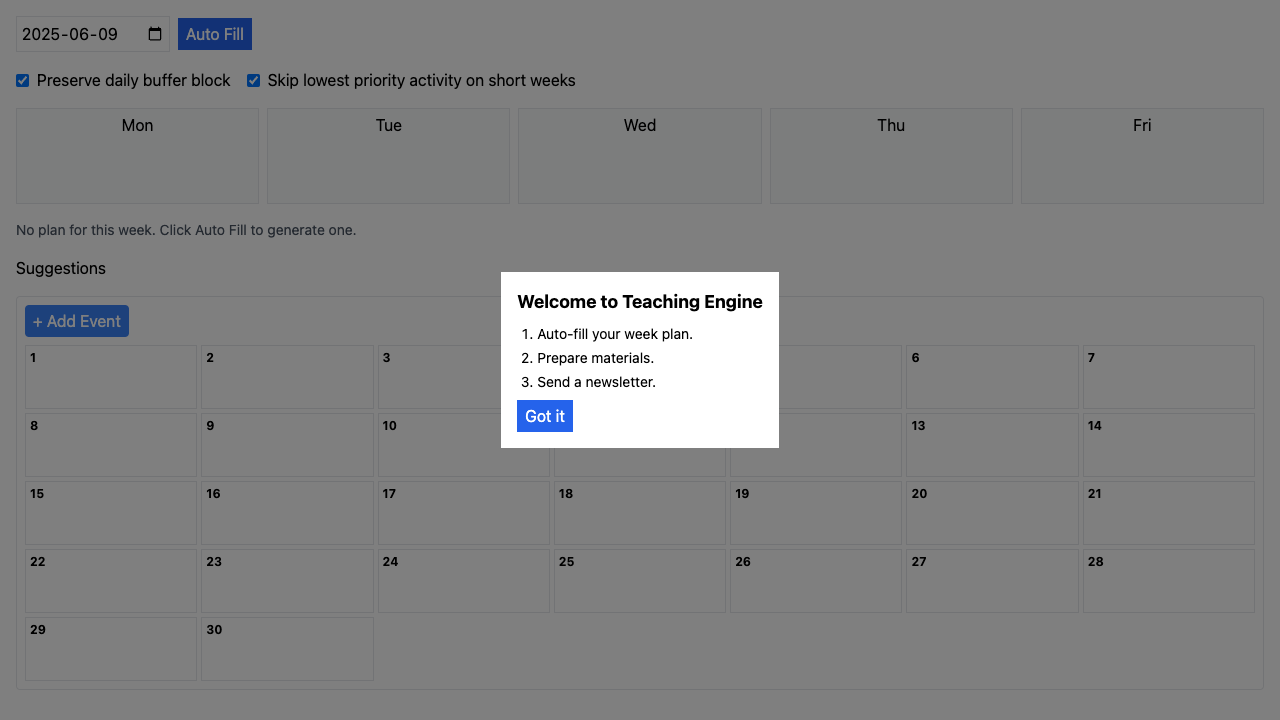 2025-06-09 Auto Fill
Preserve daily buffer block Skip lowest priority activity on short weeks
Mon Tue Wed Thu Fri
No plan for this week. Click Auto Fill to generate one.
Suggestions
Welcome to Teaching Engine
1. Auto-fill your week plan.
2. Prepare materials.
3. Send a newsletter.
Got it
+ Add Event
1 2 3 6 7
8 9 10 13 14
15 16 17 18 19 20 21
22 23 24 25 26 27 28
29 30